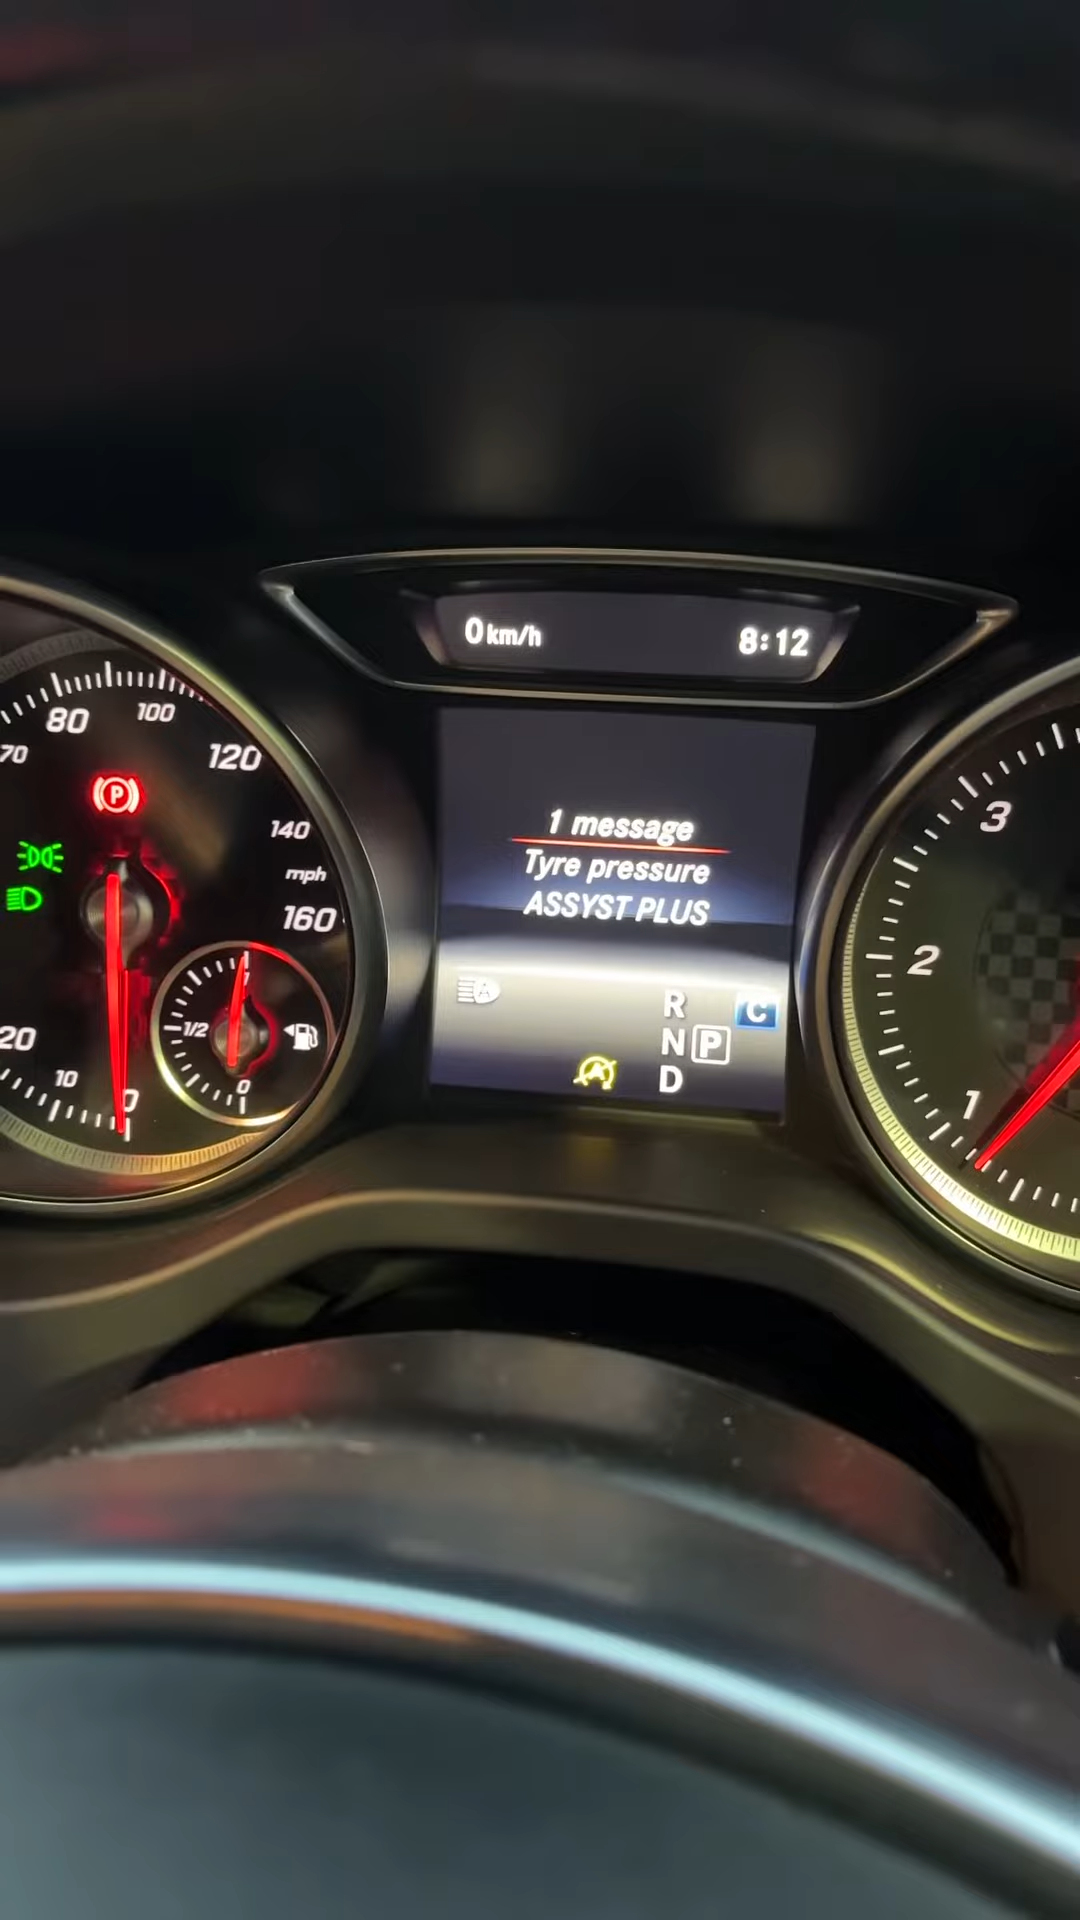 0 km/h 8:12
70 80 100 120 140 mph 160
P
20 10 0
1/2 1 0
1 message
Tyre pressure
ASSYST PLUS
A
R C
N P
D
A
3
2
1